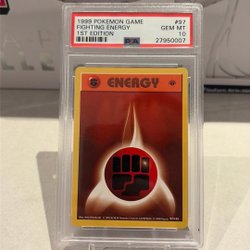 1999 POKEMON GAME #97
FIGHTING ENERGY GEM MT
1ST EDITION 10
PSA 27950007
ENERGY